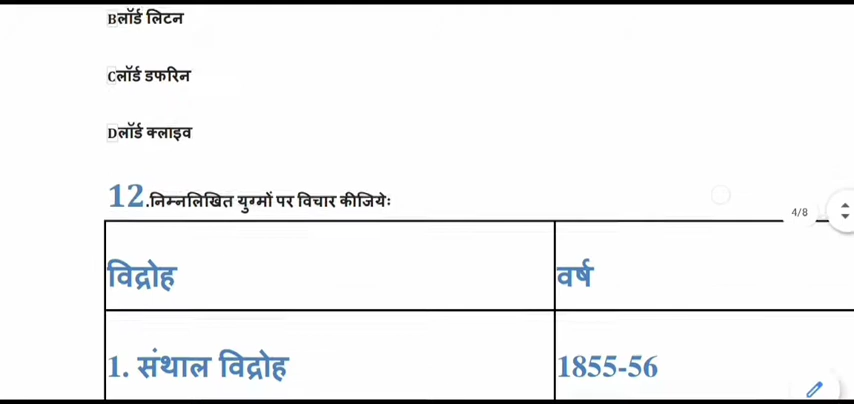 Bलॉर्ड लिटन
Cलॉर्ड डफरिन
Dलॉर्ड क्लाइव
12.निम्नलिखित युग्मों पर विचार कीजिये:
4/8
विद्रोह वर्ष
1. संथाल विद्रोह 1855-56